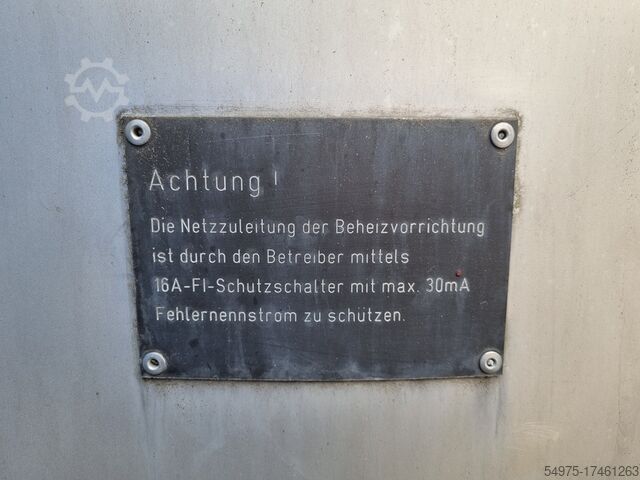 Achtung !
Die Netzzuleitung der Beheizvorrichtung
ist durch den Betreiber mittels
16A-FI-Schutzschalter mit max. 30mA
Fehlernennstrom zu schützen.
54975-17461263